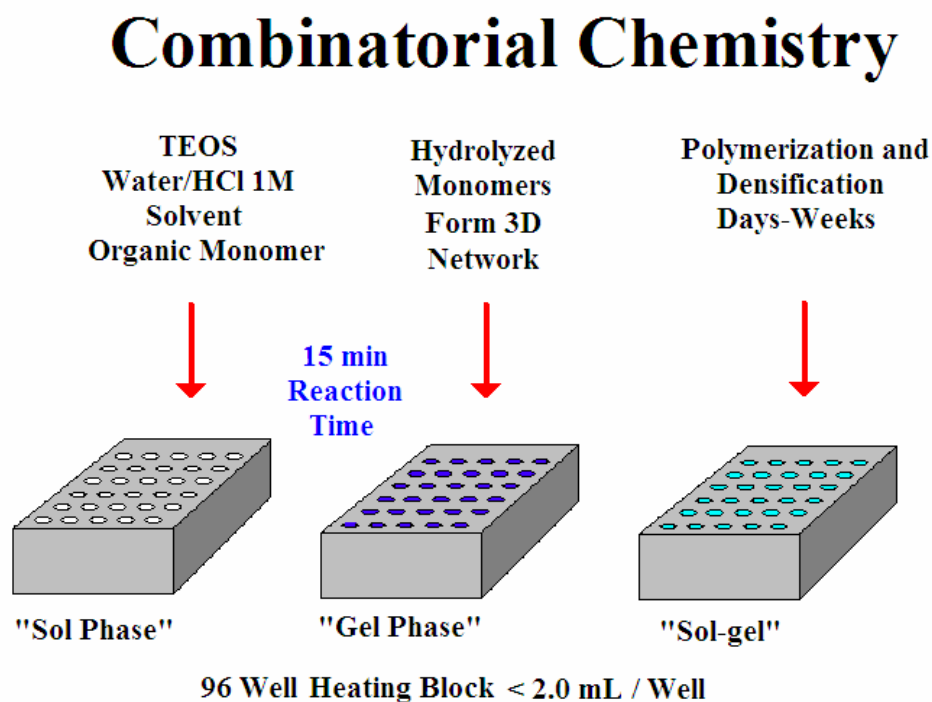 Combinatorial Chemistry
TEOS
Water/HCl 1M
Solvent
Organic Monomer
Hydrolyzed
Monomers
Form 3D
Network
Polymerization and
Densification
Days-Weeks
15 min
Reaction
Time
"Sol Phase"
"Gel Phase"
"Sol-gel"
96 Well Heating Block < 2.0 mL / Well